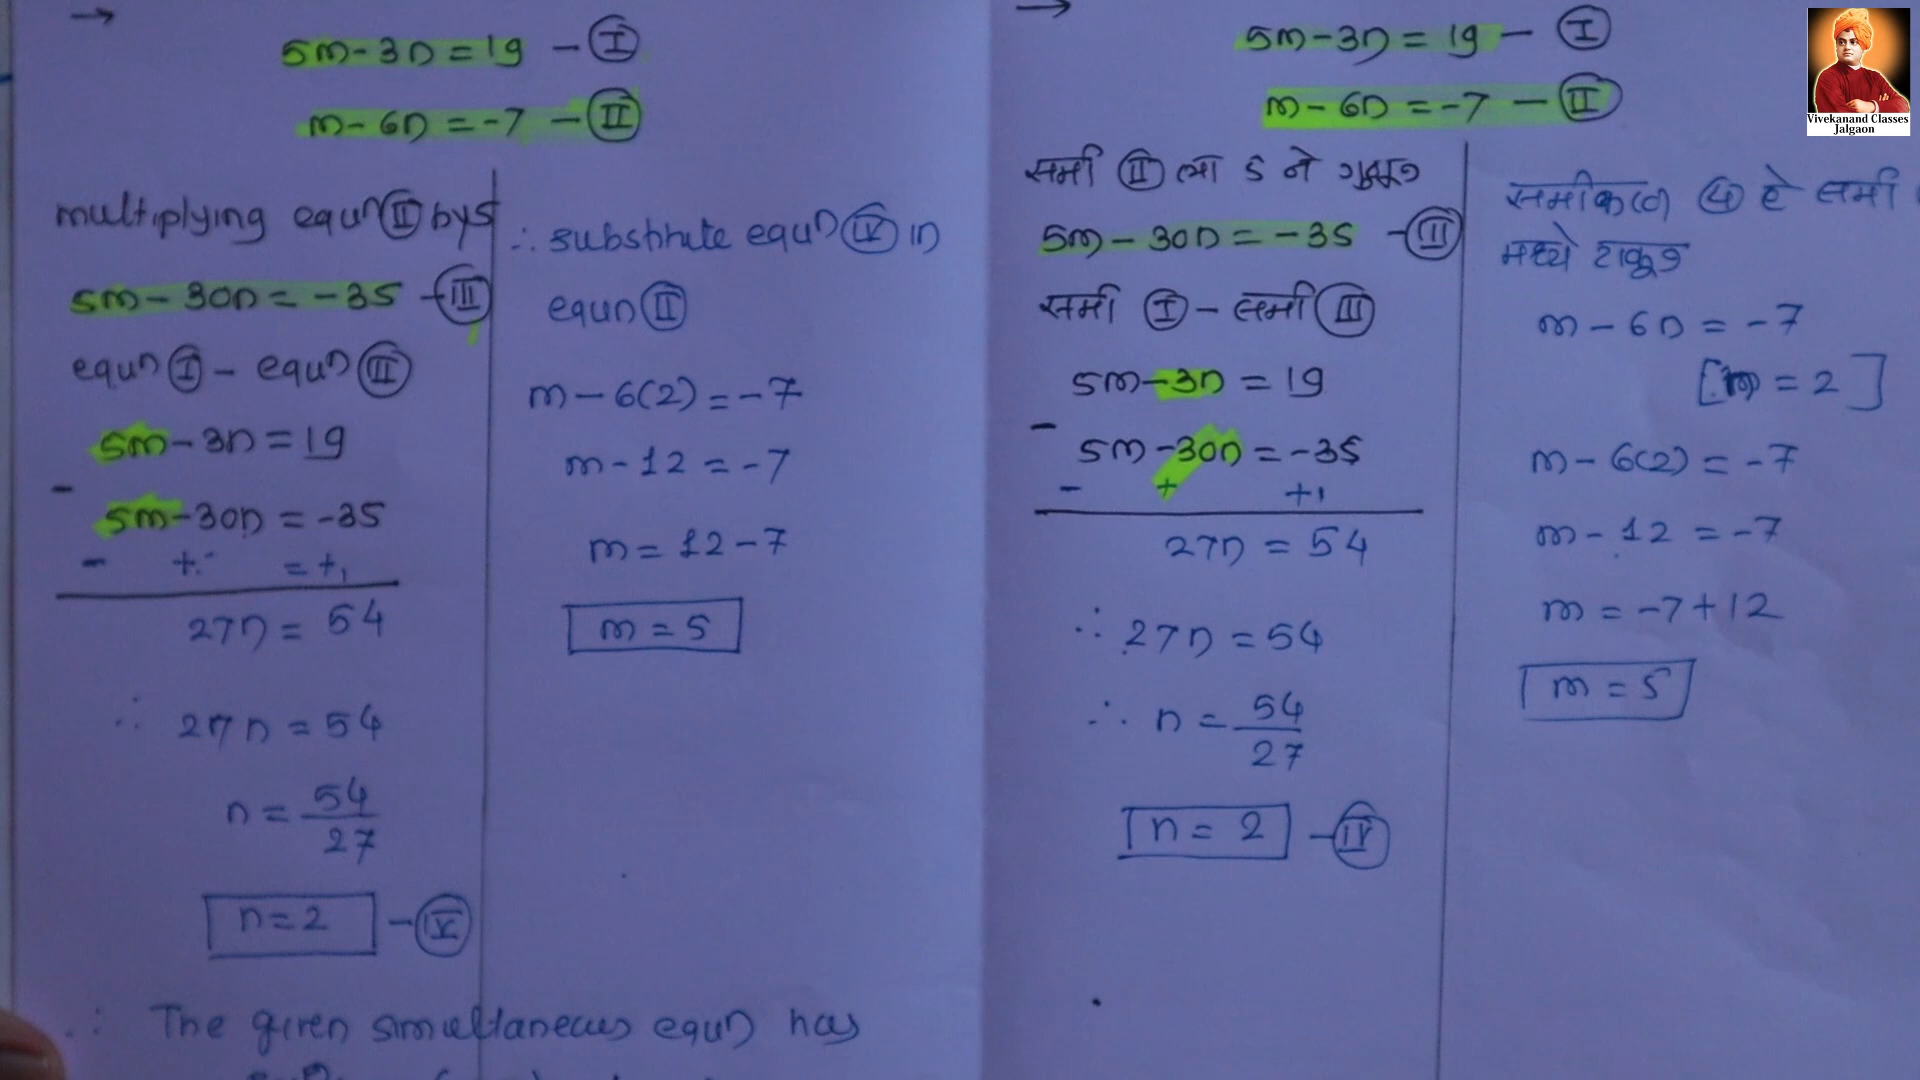 5m - 3n = 19 - Ⅰ
m - 6n = -7 - Ⅱ
multiplying equⁿ Ⅱ by 5
5m - 30n = -35 - Ⅲ
equⁿ Ⅰ - equⁿ Ⅲ
5m - 3n = 19
-
5m - 30n = -35
- + = +
27n = 54
∴ 27n = 54
n = 54/27
n = 2 - Ⅳ
∴ The given simultaneous equn has
∴ substitute equn Ⅳ in
equn Ⅱ
m - 6(2) = -7
m - 12 = -7
m = 12 - 7
m = 5
5m - 3n = 19 - Ⅰ
m - 6n = -7 - Ⅱ
समी Ⅱ ला 5 ने गुणून
5m - 30n = -35 - Ⅲ
समी Ⅰ - समी Ⅲ
5m - 3n = 19
-
5m - 30n = -35
- + +
27n = 54
∴ 27n = 54
∴ n = 54/27
n = 2 - Ⅳ
समीकरण ④ हे समी
मध्ये टाकून
m - 6n = -7
[n = 2]
m - 6(2) = -7
m - 12 = -7
m = -7 + 12
m = 5
Vivekanand Classes
Jalgaon